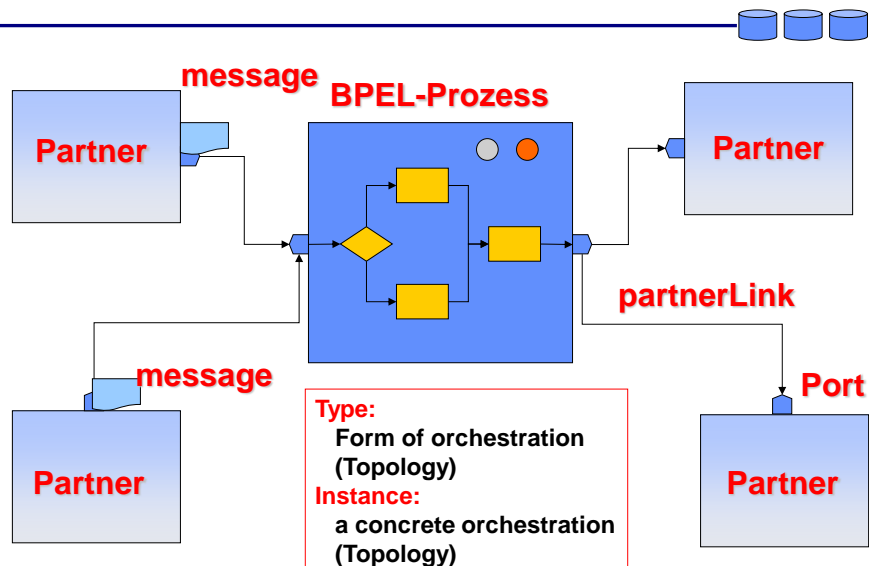 message
BPEL-Prozess
Partner
Partner
partnerLink
message
Port
Partner
Type:
Form of orchestration
(Topology)
Instance:
a concrete orchestration
(Topology)
Partner